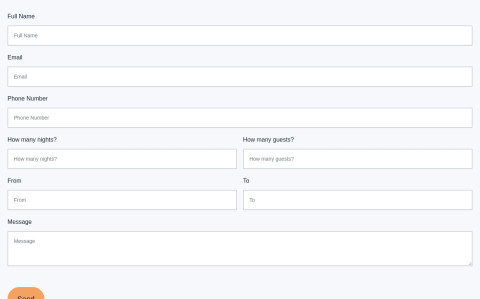 Full Name
Full Name
Email
Email
Phone Number
Phone Number
How many nights? How many guests?
How many nights? How many guests?
From To
From To
Message
Message
Send